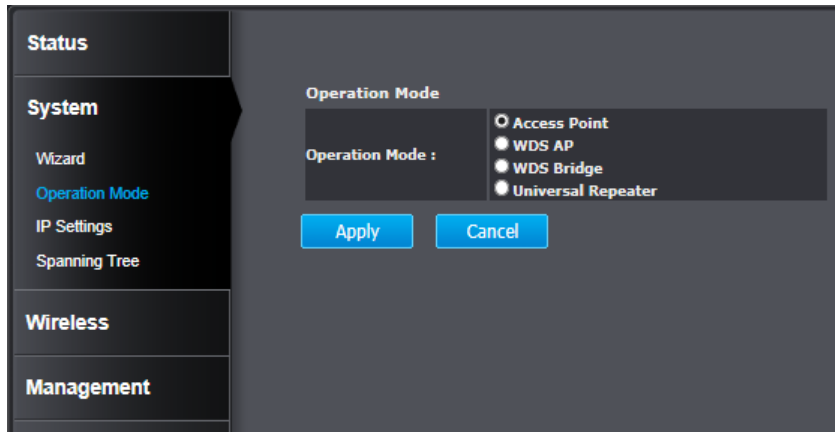 Status
System
Wizard
Operation Mode
IP Settings
Spanning Tree
Wireless
Management
Operation Mode
Operation Mode :
Access Point
WDS AP
WDS Bridge
Universal Repeater
Apply
Cancel